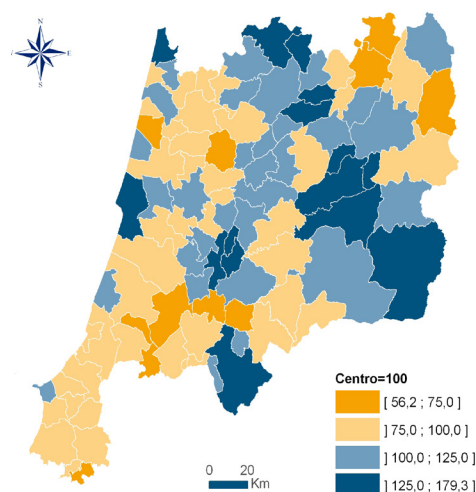 N
E
S
Centro=100
[ 56,2 ; 75,0 ]
] 75,0 ; 100,0 ]
] 100,0 ; 125,0 ]
] 125,0 ; 179,3 ]
0 20
Km